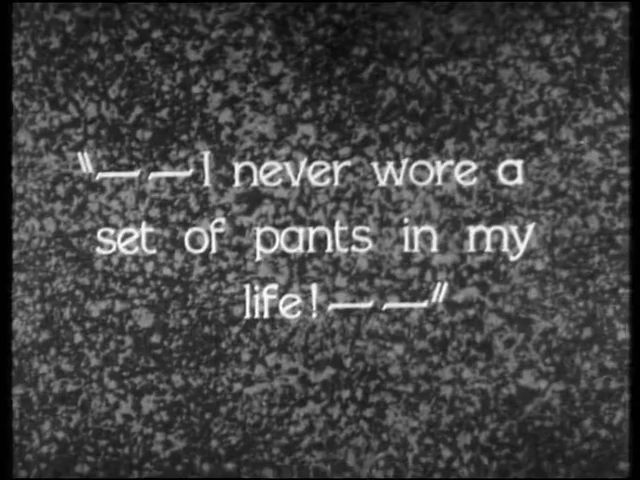 "— —I never wore a
set of pants in my
life!— —"